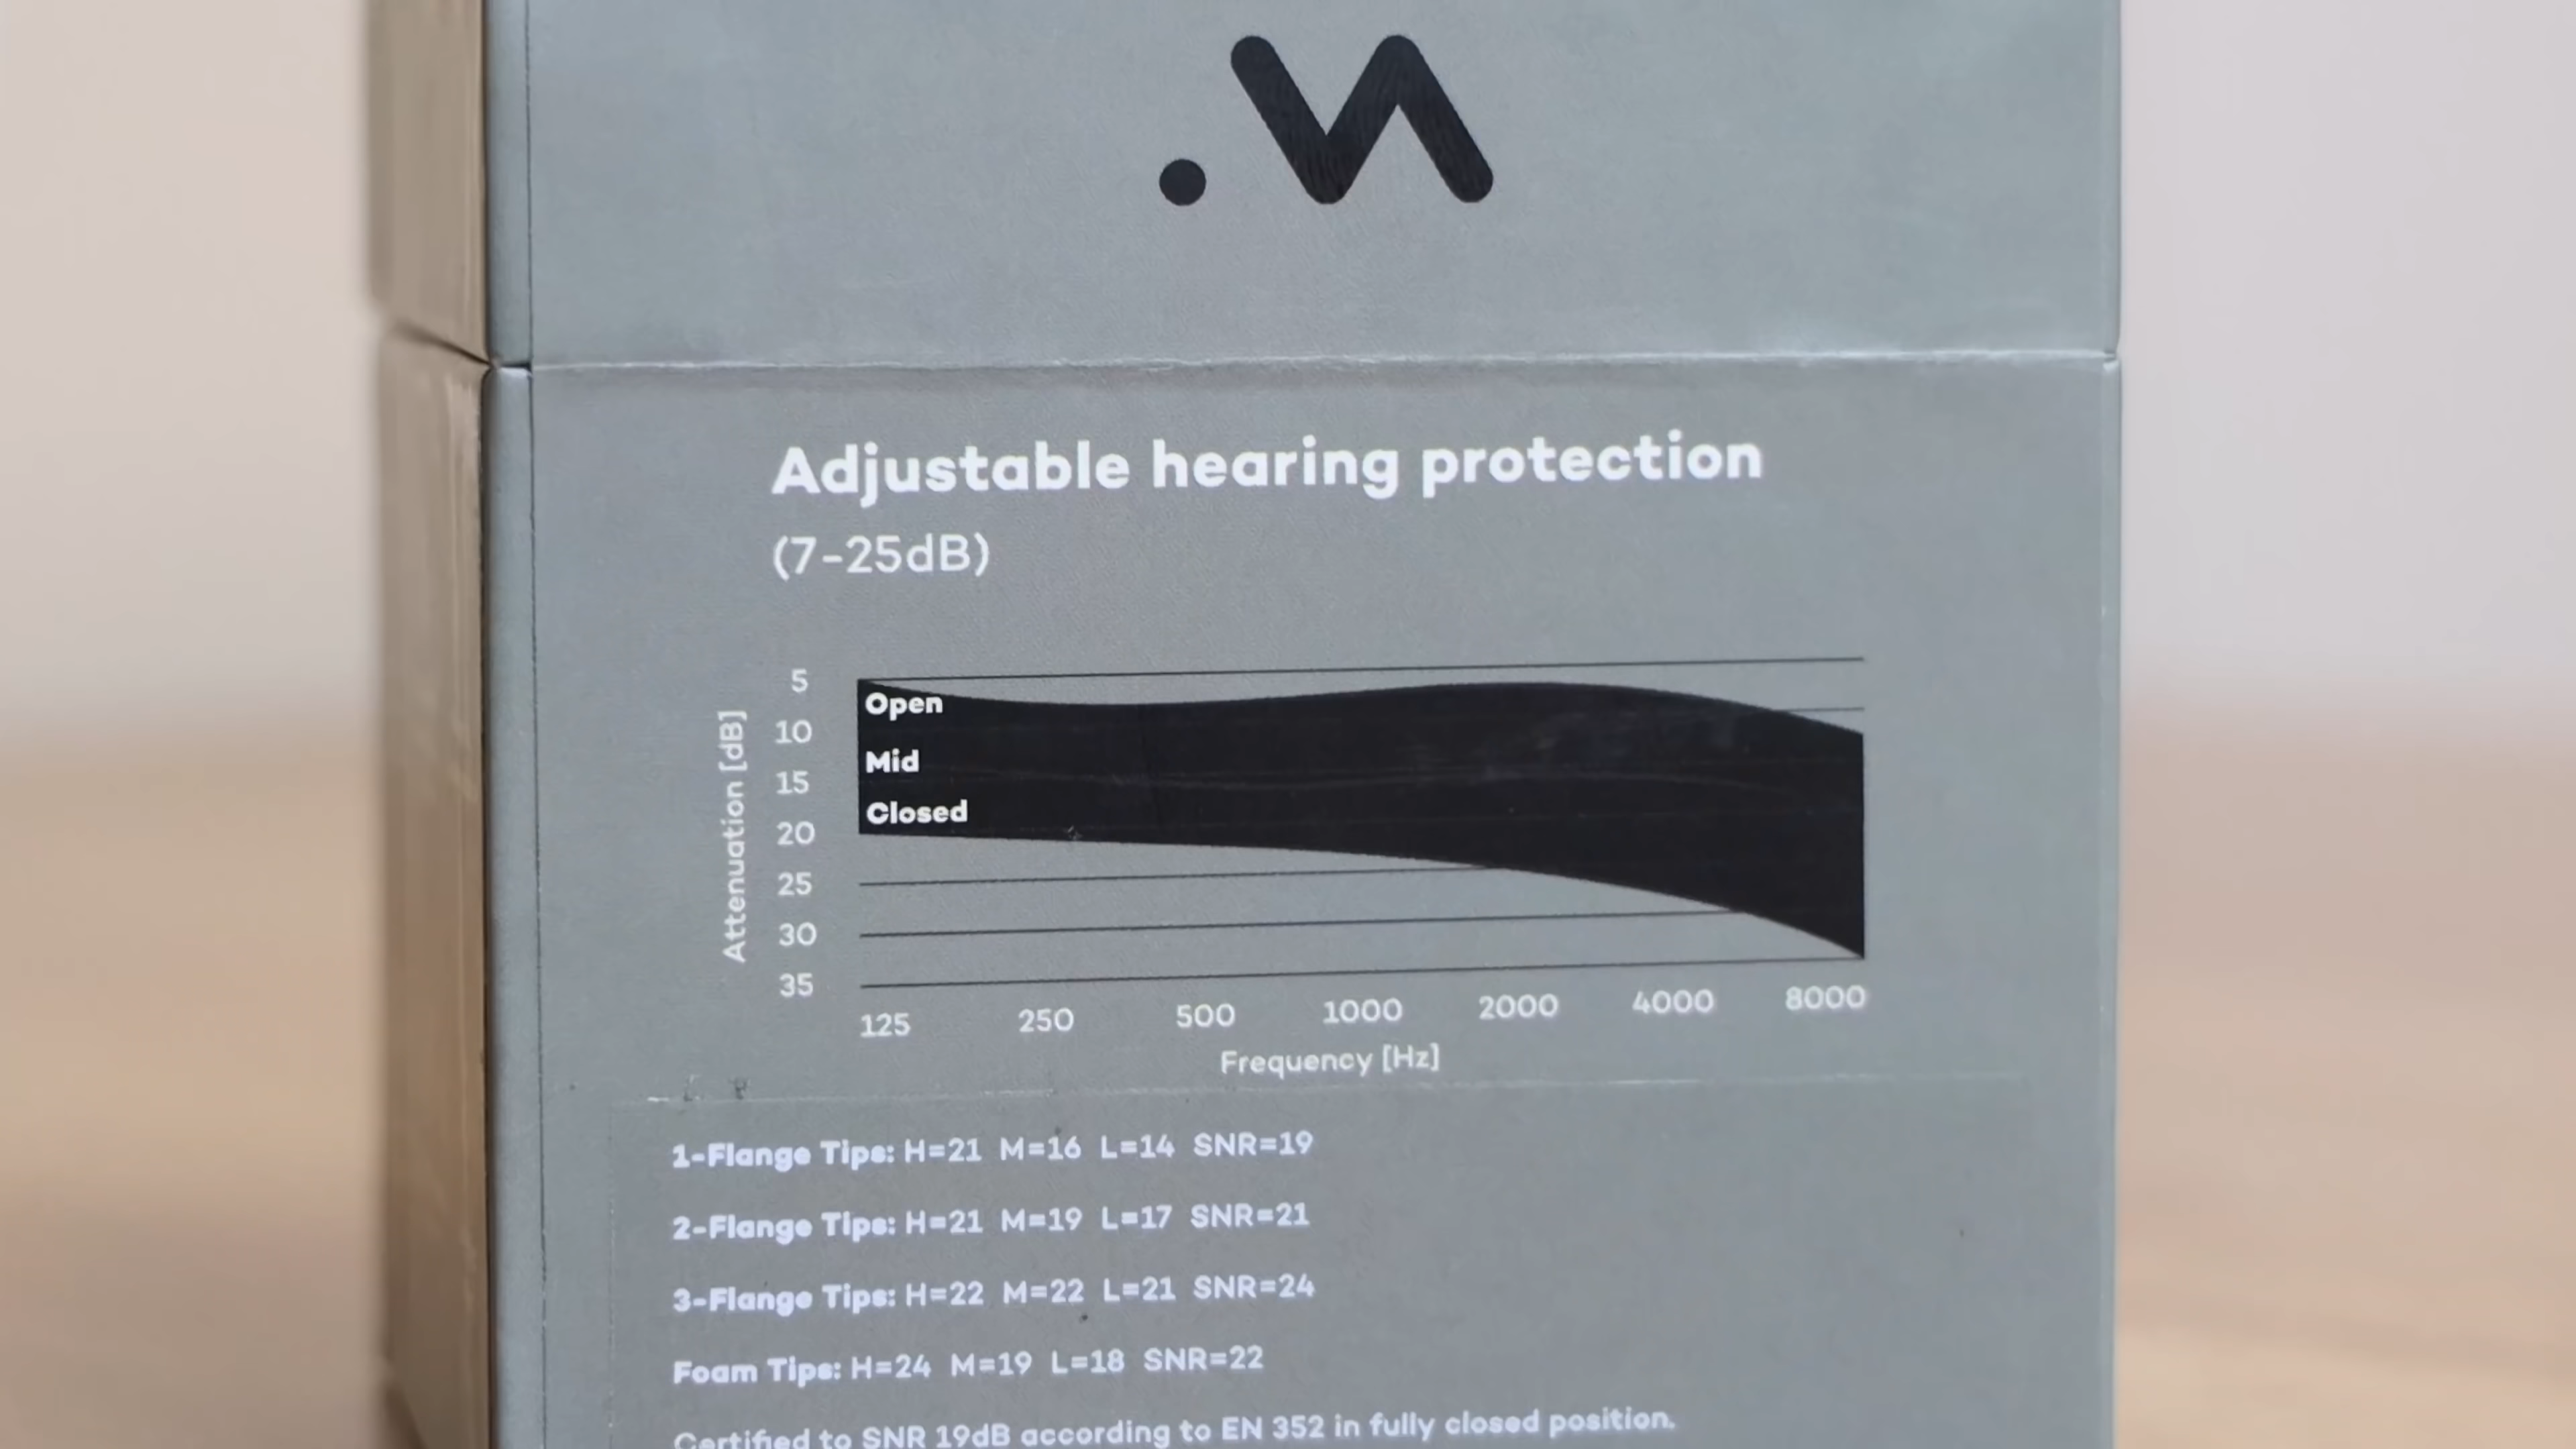 Adjustable hearing protection
(7-25dB)
Attenuation [dB]
5
10
15
20
25
30
35
Open
Mid
Closed
125 250 500 1000 2000 4000 8000
Frequency [Hz]
1-Flange Tips: H=21 M=16 L=14 SNR=19
2-Flange Tips: H=21 M=19 L=17 SNR=21
3-Flange Tips: H=22 M=22 L=21 SNR=24
Foam Tips: H=24 M=19 L=18 SNR=22
Certified to SNR 19dB according to EN 352 in fully closed position.